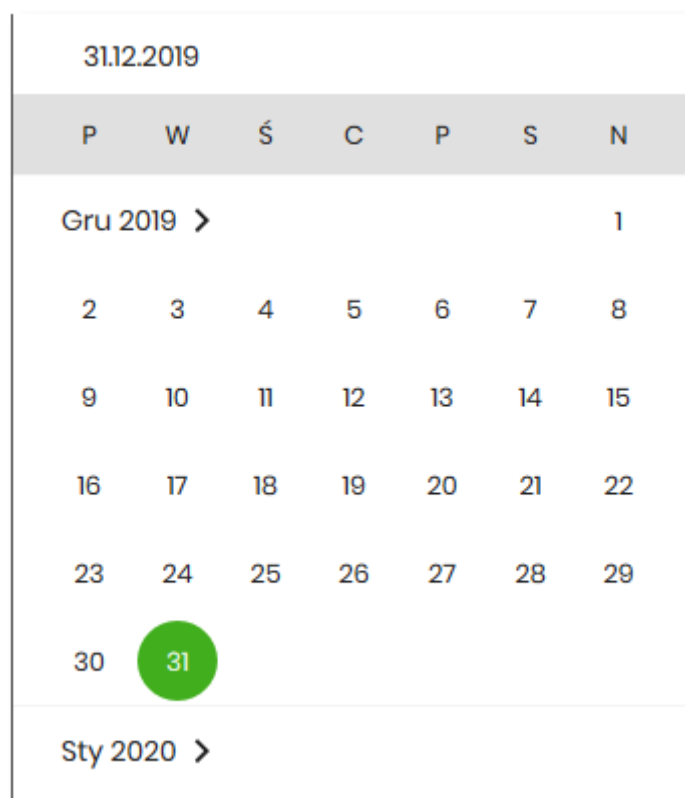 31.12.2019
P W Ś C P S N
Gru 2019 1
2 3 4 5 6 7 8
9 10 11 12 13 14 15
16 17 18 19 20 21 22
23 24 25 26 27 28 29
30 31
Sty 2020